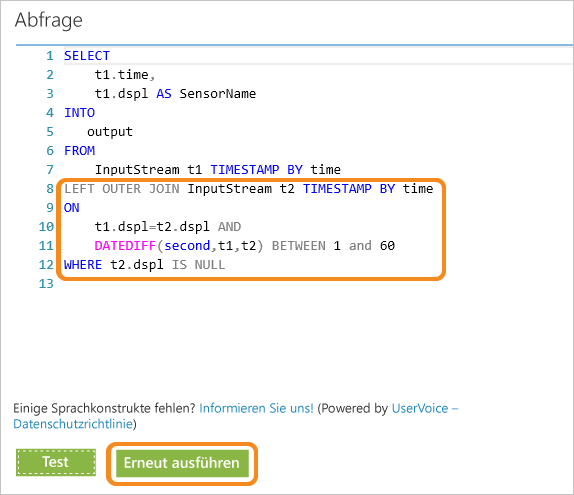 Abfrage
1 SELECT
2     t1.time,
3     t1.dspl AS SensorName
4 INTO
5    output
6 FROM
7     InputStream t1 TIMESTAMP BY time
8 LEFT OUTER JOIN InputStream t2 TIMESTAMP BY time
9 ON
10     t1.dspl=t2.dspl AND
11     DATEDIFF(second,t1,t2) BETWEEN 1 and 60
12 WHERE t2.dspl IS NULL
13
Einige Sprachkonstrukte fehlen? Informieren Sie uns! (Powered by UserVoice –
Datenschutzrichtlinie)
Test Erneut ausführen